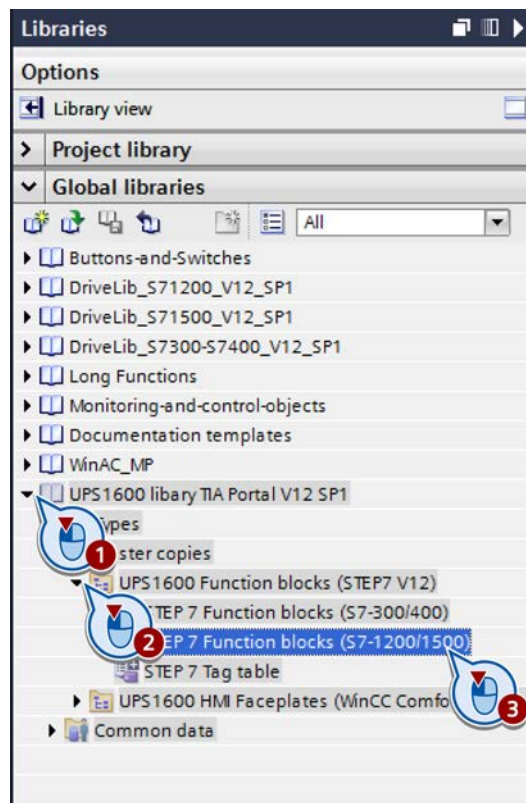 Libraries
Options
Library view
Project library
Global libraries
All
Buttons-and-Switches
DriveLib_S71200_V12_SP1
DriveLib_S71500_V12_SP1
DriveLib_S7300-S7400_V12_SP1
Long Functions
Monitoring-and-control-objects
Documentation templates
WinAC_MP
UPS1600 libary TIA Portal V12 SP1
ypes
1 ster copies
UPS1600 Function blocks (STEP7 V12)
TEP 7 Function blocks (S7-300/400)
2 EP 7 Function blocks (S7-1200/1500)
STEP 7 Tag table
UPS1600 HMI Faceplates (WinCC Comfo 3
Common data